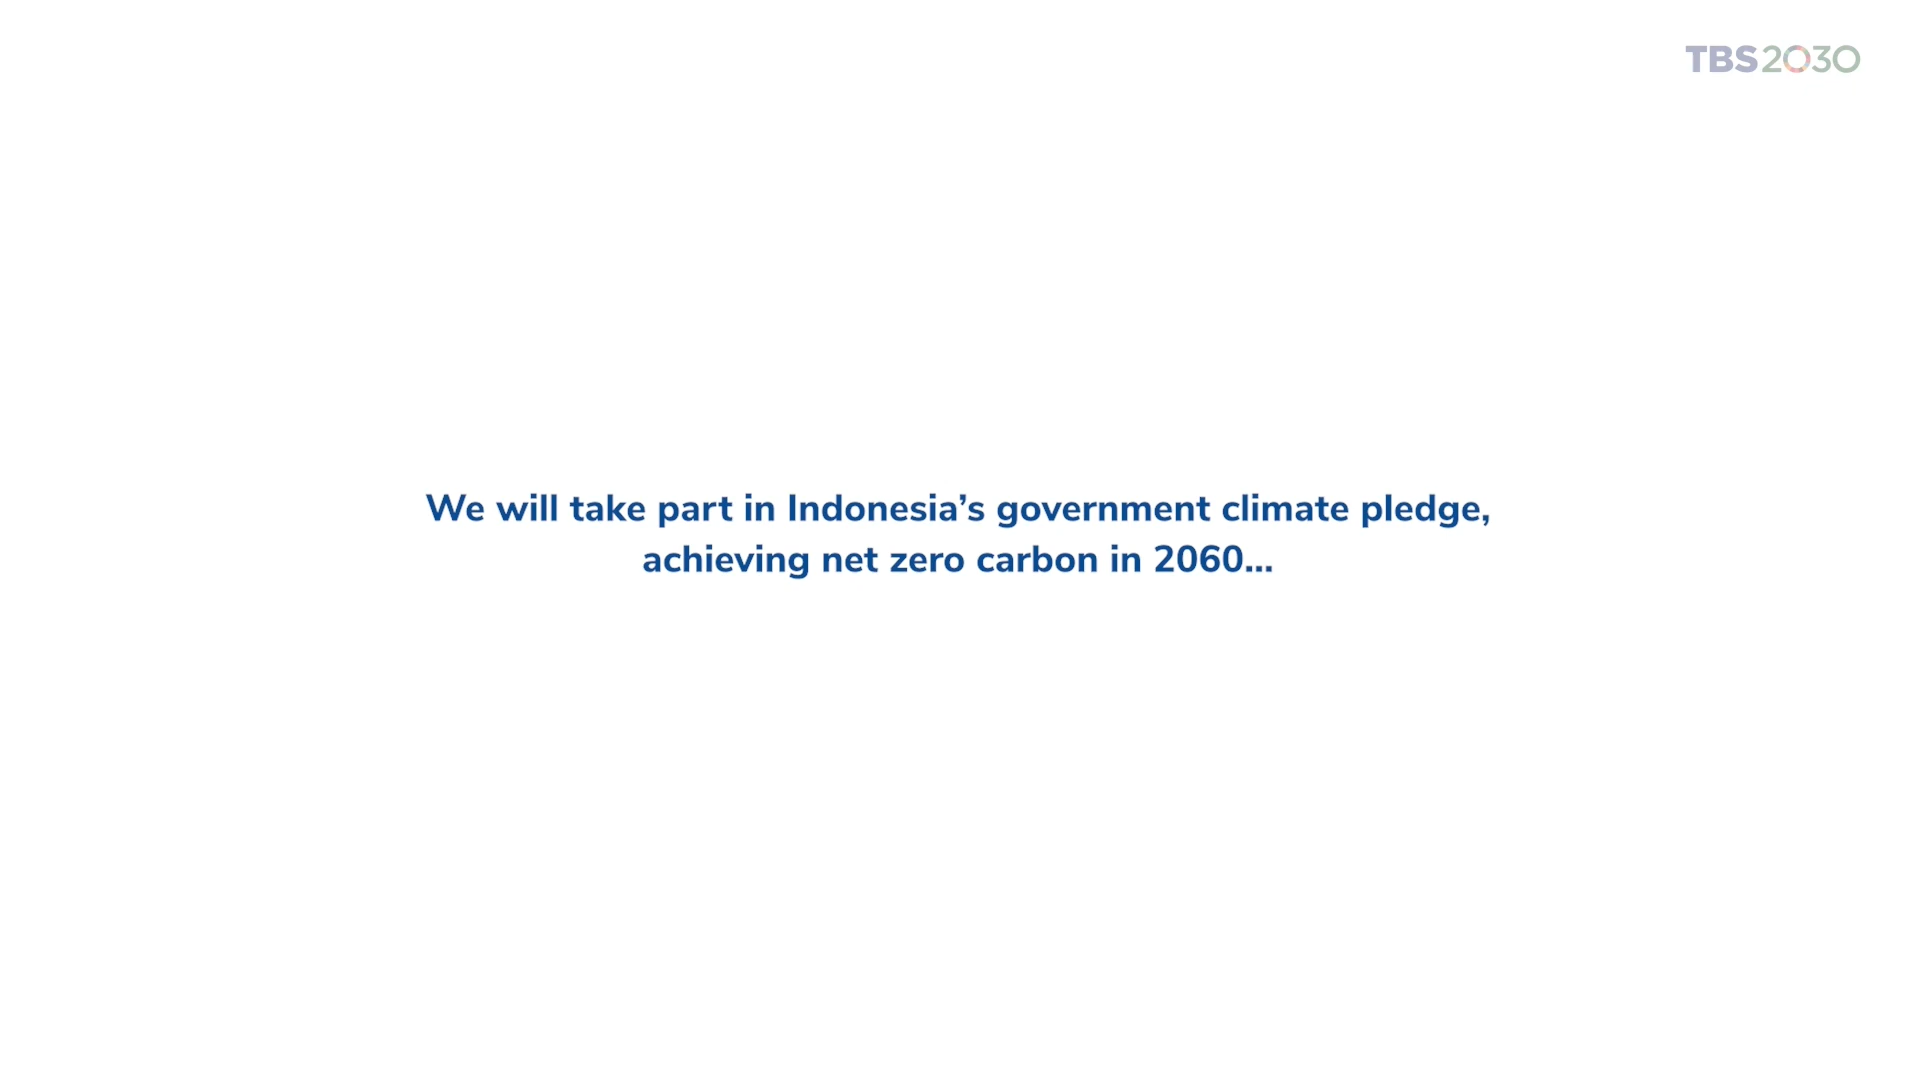 TBS2030
We will take part in Indonesia’s government climate pledge,
achieving net zero carbon in 2060...